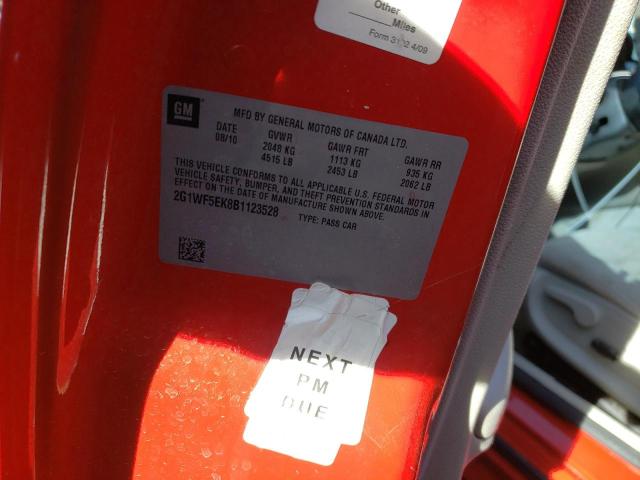 Other
Miles
Form 3102 4/09
GM
MFD BY GENERAL MOTORS OF CANADA LTD.
DATE GVWR GAWR FRT GAWR RR
08/10 2048 KG 1113 KG 935 KG
4515 LB 2453 LB 2062 LB
THIS VEHICLE CONFORMS TO ALL APPLICABLE U.S. FEDERAL MOTOR
VEHICLE SAFETY, BUMPER, AND THEFT PREVENTION STANDARDS IN
EFFECT ON THE DATE OF MANUFACTURE SHOWN ABOVE.
2G1WF5EK8B1123528 TYPE: PASS CAR
NEXT
PM
DUE